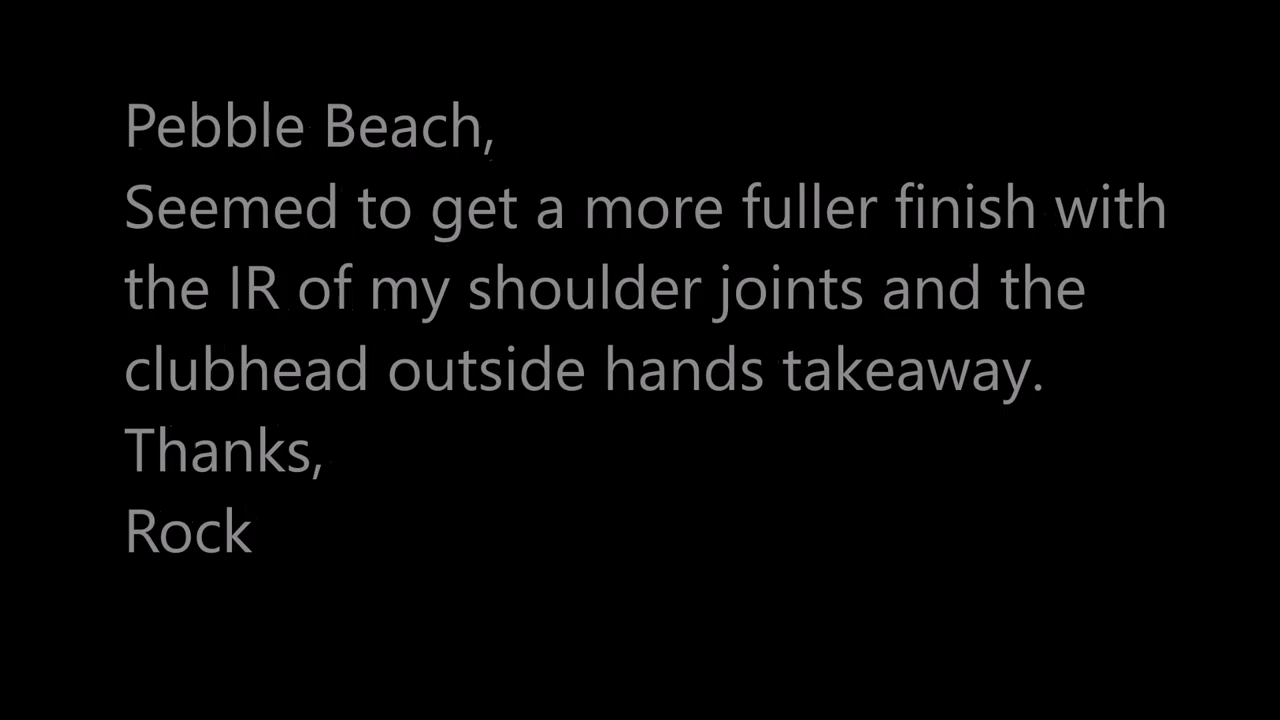 Pebble Beach,
Seemed to get a more fuller finish with
the IR of my shoulder joints and the
clubhead outside hands takeaway.
Thanks,
Rock